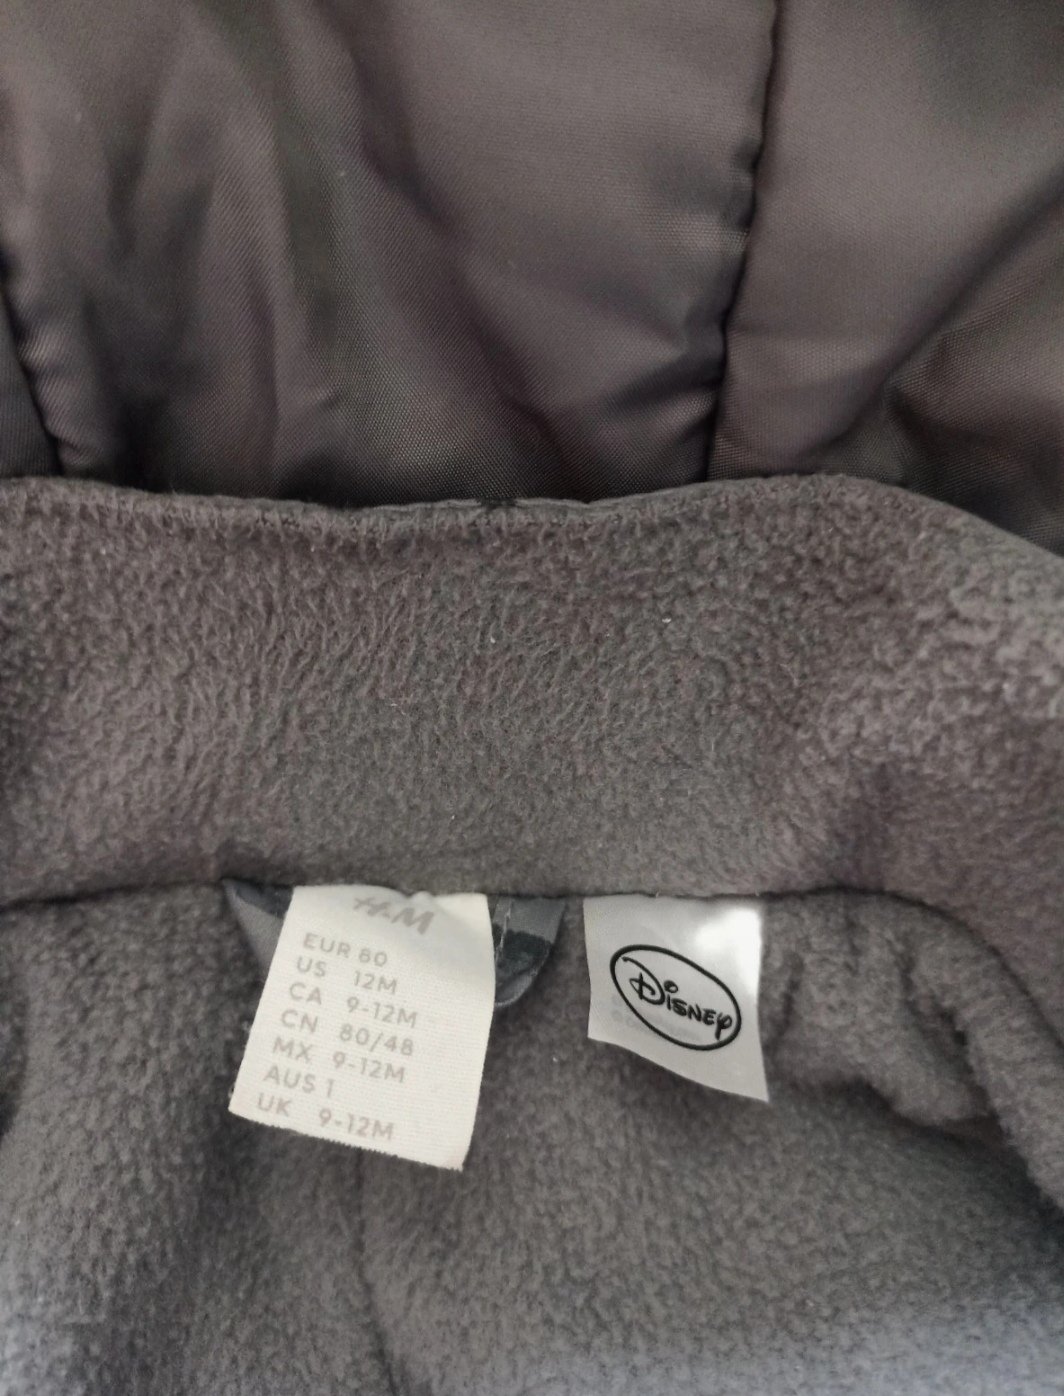 H&M
EUR 80
US 12M
CA 9-12M
CN 80/48
MX 9-12M
AUS 1
UK 9-12M
Disney